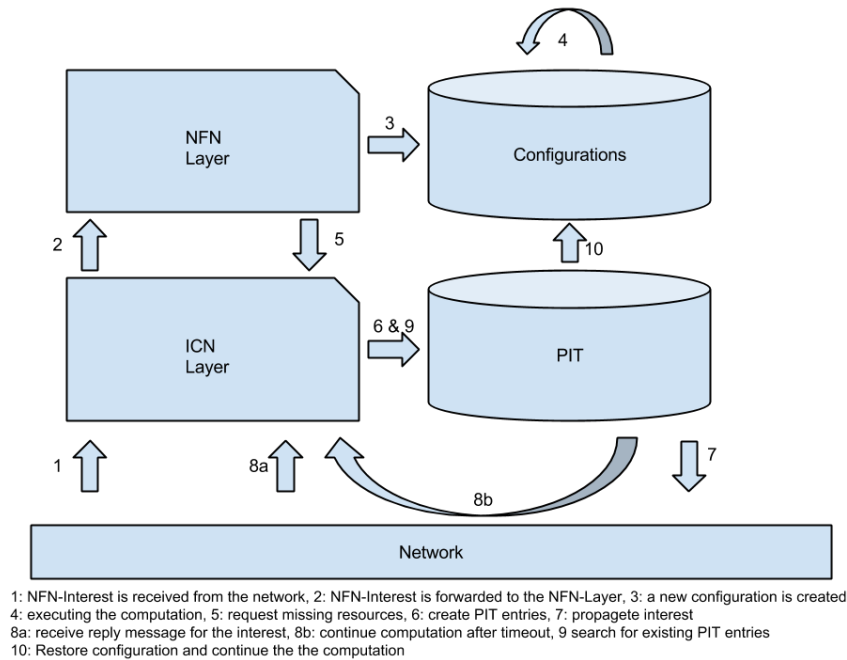 4
NFN
Layer
3
Configurations
2
5
10
ICN
Layer
6 & 9
PIT
1
8a
8b
7
Network
1: NFN-Interest is received from the network, 2: NFN-Interest is forwarded to the NFN-Layer, 3: a new configuration is created
4: executing the computation, 5: request missing resources, 6: create PIT entries, 7: propagete interest
8a: receive reply message for the interest, 8b: continue computation after timeout, 9 search for existing PIT entries
10: Restore configuration and continue the the computation